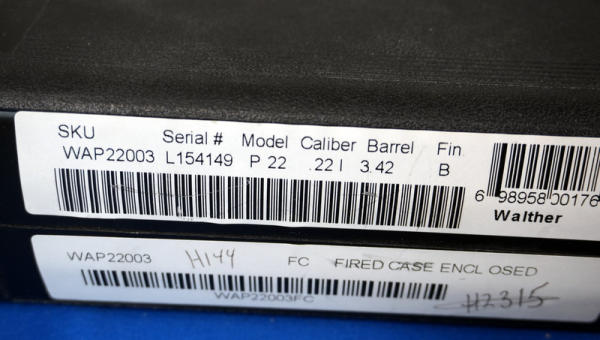 SKU Serial # Model Caliber Barrel Fin.
WAP22003 L154149 P 22 .22 l 3.42 B
6 98958 00176
Walther
WAP22003 H144 FC FIRED CASE ENCLOSED
WAP22003FC
H2315